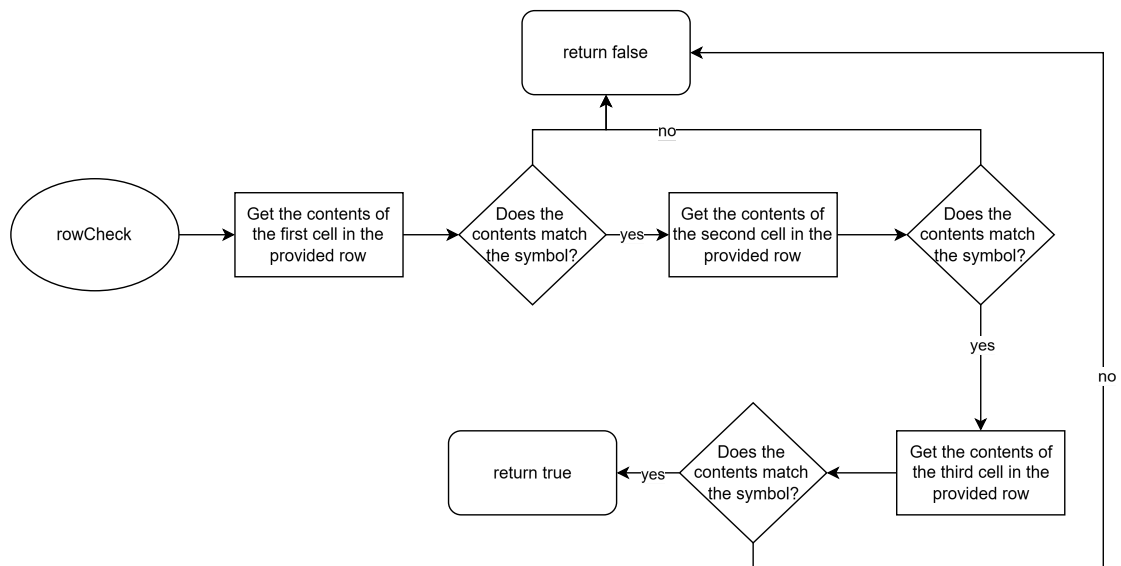 return false
no
rowCheck
Get the contents of
the first cell in the
provided row
Does the
contents match
the symbol?
yes
Get the contents of
the second cell in the
provided row
Does the
contents match
the symbol?
yes
no
return true
yes
Does the
contents match
the symbol?
Get the contents of
the third cell in the
provided row